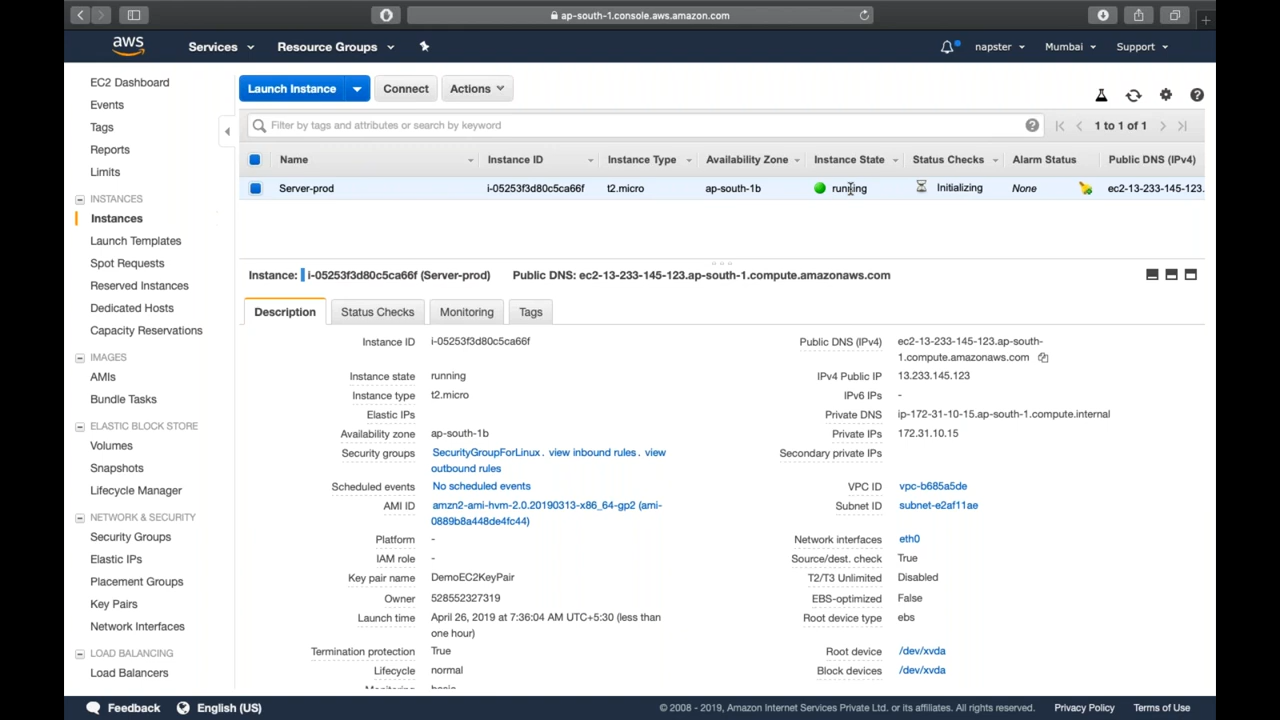 ap-south-1.console.aws.amazon.com
aws
Services
Resource Groups
napster
Mumbai
Support
EC2 Dashboard
Events
Tags
Reports
Limits
INSTANCES
Instances
Launch Templates
Spot Requests
Reserved Instances
Dedicated Hosts
Capacity Reservations
IMAGES
AMIs
Bundle Tasks
ELASTIC BLOCK STORE
Volumes
Snapshots
Lifecycle Manager
NETWORK & SECURITY
Security Groups
Elastic IPs
Placement Groups
Key Pairs
Network Interfaces
LOAD BALANCING
Load Balancers
Launch Instance
Connect
Actions
Filter by tags and attributes or search by keyword
1 to 1 of 1
Name Instance ID Instance Type Availability Zone Instance State Status Checks Alarm Status Public DNS (IPv4)
Server-prod i-05253f3d80c5ca66f t2.micro ap-south-1b running Initializing None ec2-13-233-145-123.
Instance: i-05253f3d80c5ca66f (Server-prod) Public DNS: ec2-13-233-145-123.ap-south-1.compute.amazonaws.com
Description Status Checks Monitoring Tags
Instance ID i-05253f3d80c5ca66f
Instance state running
Instance type t2.micro
Elastic IPs
Availability zone ap-south-1b
Security groups SecurityGroupForLinux. view inbound rules. view
outbound rules
Scheduled events No scheduled events
AMI ID amzn2-ami-hvm-2.0.20190313-x86_64-gp2 (ami-
0889b8a448de4fc44)
Platform -
IAM role -
Key pair name DemoEC2KeyPair
Owner 528552327319
Launch time April 26, 2019 at 7:36:04 AM UTC+5:30 (less than
one hour)
Termination protection True
Lifecycle normal
Monitoring basic
Public DNS (IPv4) ec2-13-233-145-123.ap-south-
1.compute.amazonaws.com
IPv4 Public IP 13.233.145.123
IPv6 IPs -
Private DNS ip-172-31-10-15.ap-south-1.compute.internal
Private IPs 172.31.10.15
Secondary private IPs
VPC ID vpc-b685a5de
Subnet ID subnet-e2af11ae
Network interfaces eth0
Source/dest. check True
T2/T3 Unlimited Disabled
EBS-optimized False
Root device type ebs
Root device /dev/xvda
Block devices /dev/xvda
Feedback
English (US)
© 2008 - 2019, Amazon Internet Services Private Ltd. or its affiliates. All rights reserved.
Privacy Policy
Terms of Use